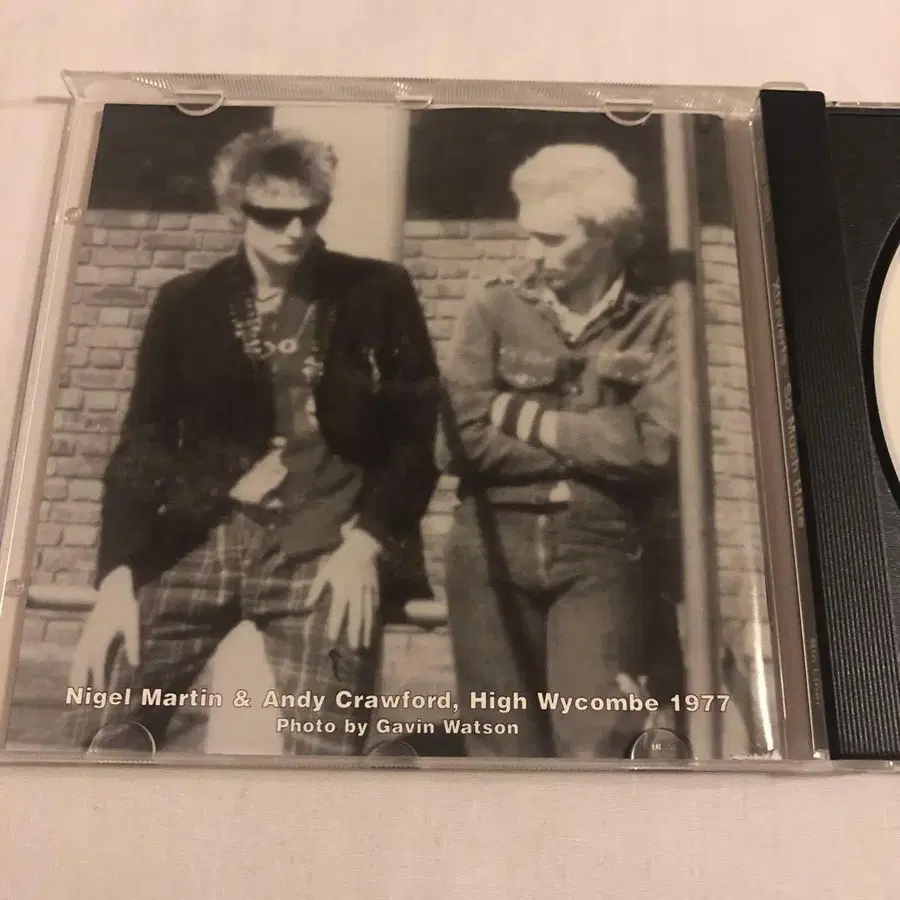 Nigel Martin & Andy Crawford, High Wycombe 1977
Photo by Gavin Watson